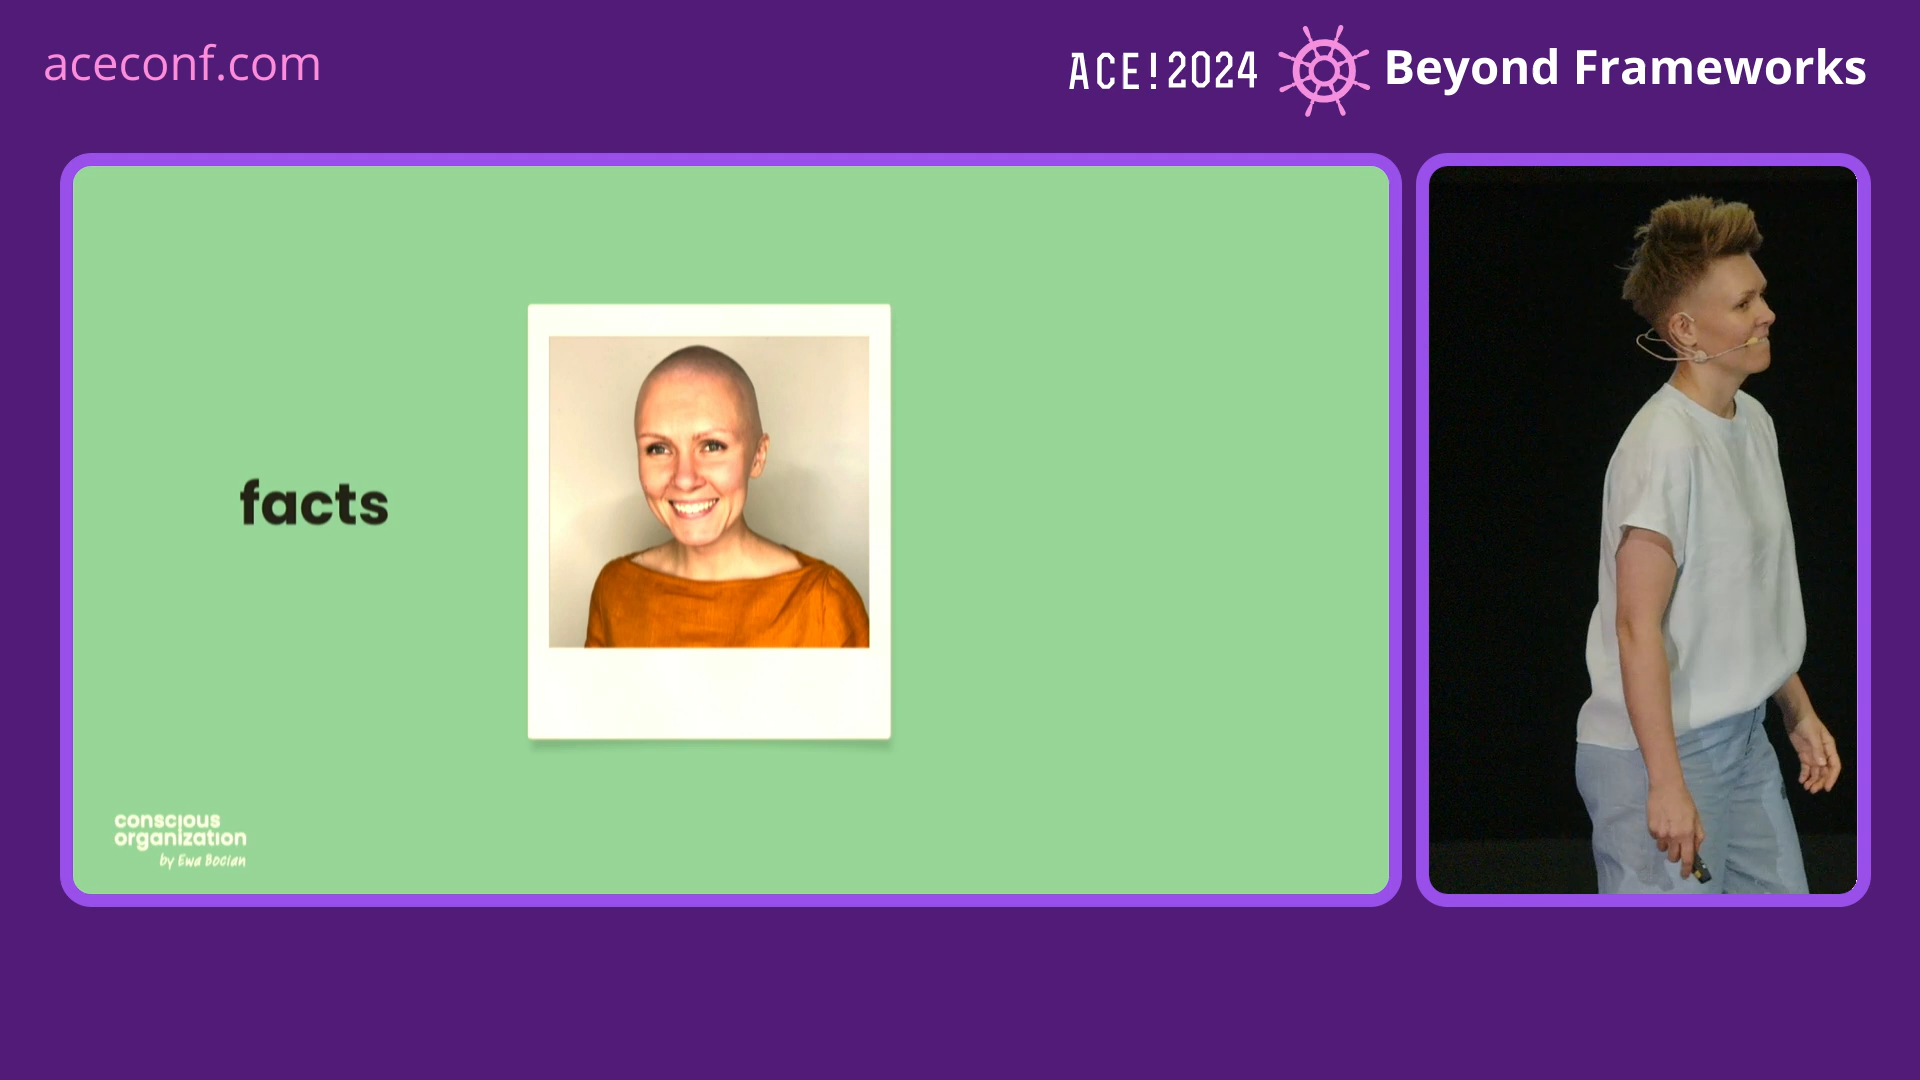 aceconf.com
ACE!2024 Beyond Frameworks
facts
conscious
organization
by Ewa Bocian